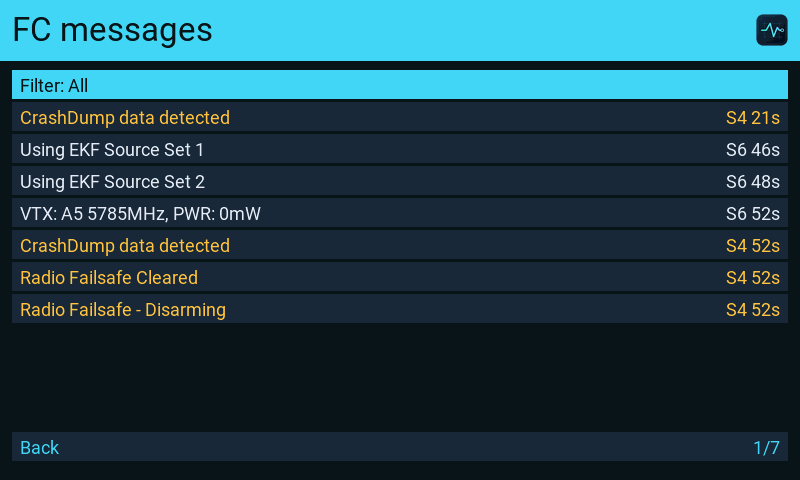 FC messages
Filter: All
CrashDump data detected S4 21s
Using EKF Source Set 1 S6 46s
Using EKF Source Set 2 S6 48s
VTX: A5 5785MHz, PWR: 0mW S6 52s
CrashDump data detected S4 52s
Radio Failsafe Cleared S4 52s
Radio Failsafe - Disarming S4 52s
Back 1/7